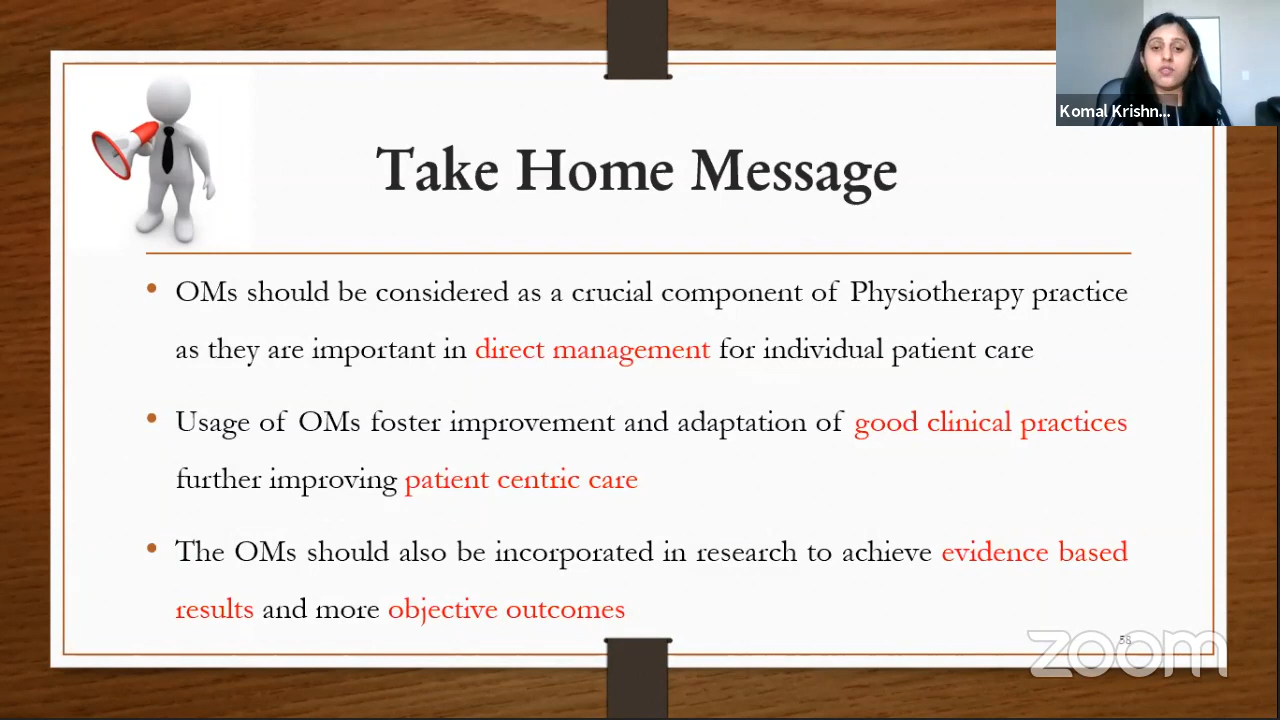 Komal Krishn...
Take Home Message
• OMs should be considered as a crucial component of Physiotherapy practice
as they are important in direct management for individual patient care
• Usage of OMs foster improvement and adaptation of good clinical practices
further improving patient centric care
• The OMs should also be incorporated in research to achieve evidence based
results and more objective outcomes
58
zoom